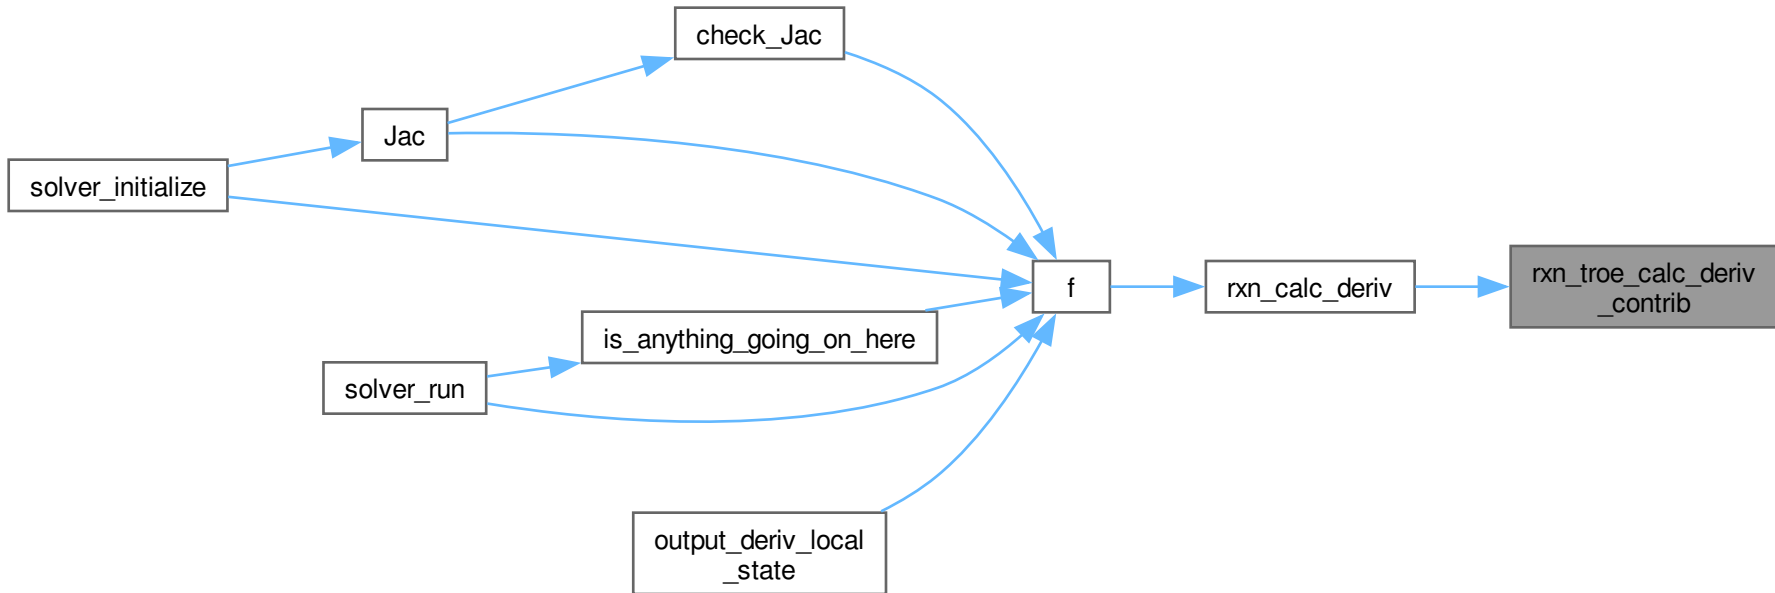 check_Jac
Jac
solver_initialize
f
rxn_calc_deriv
rxn_troe_calc_deriv
_contrib
is_anything_going_on_here
solver_run
output_deriv_local
_state